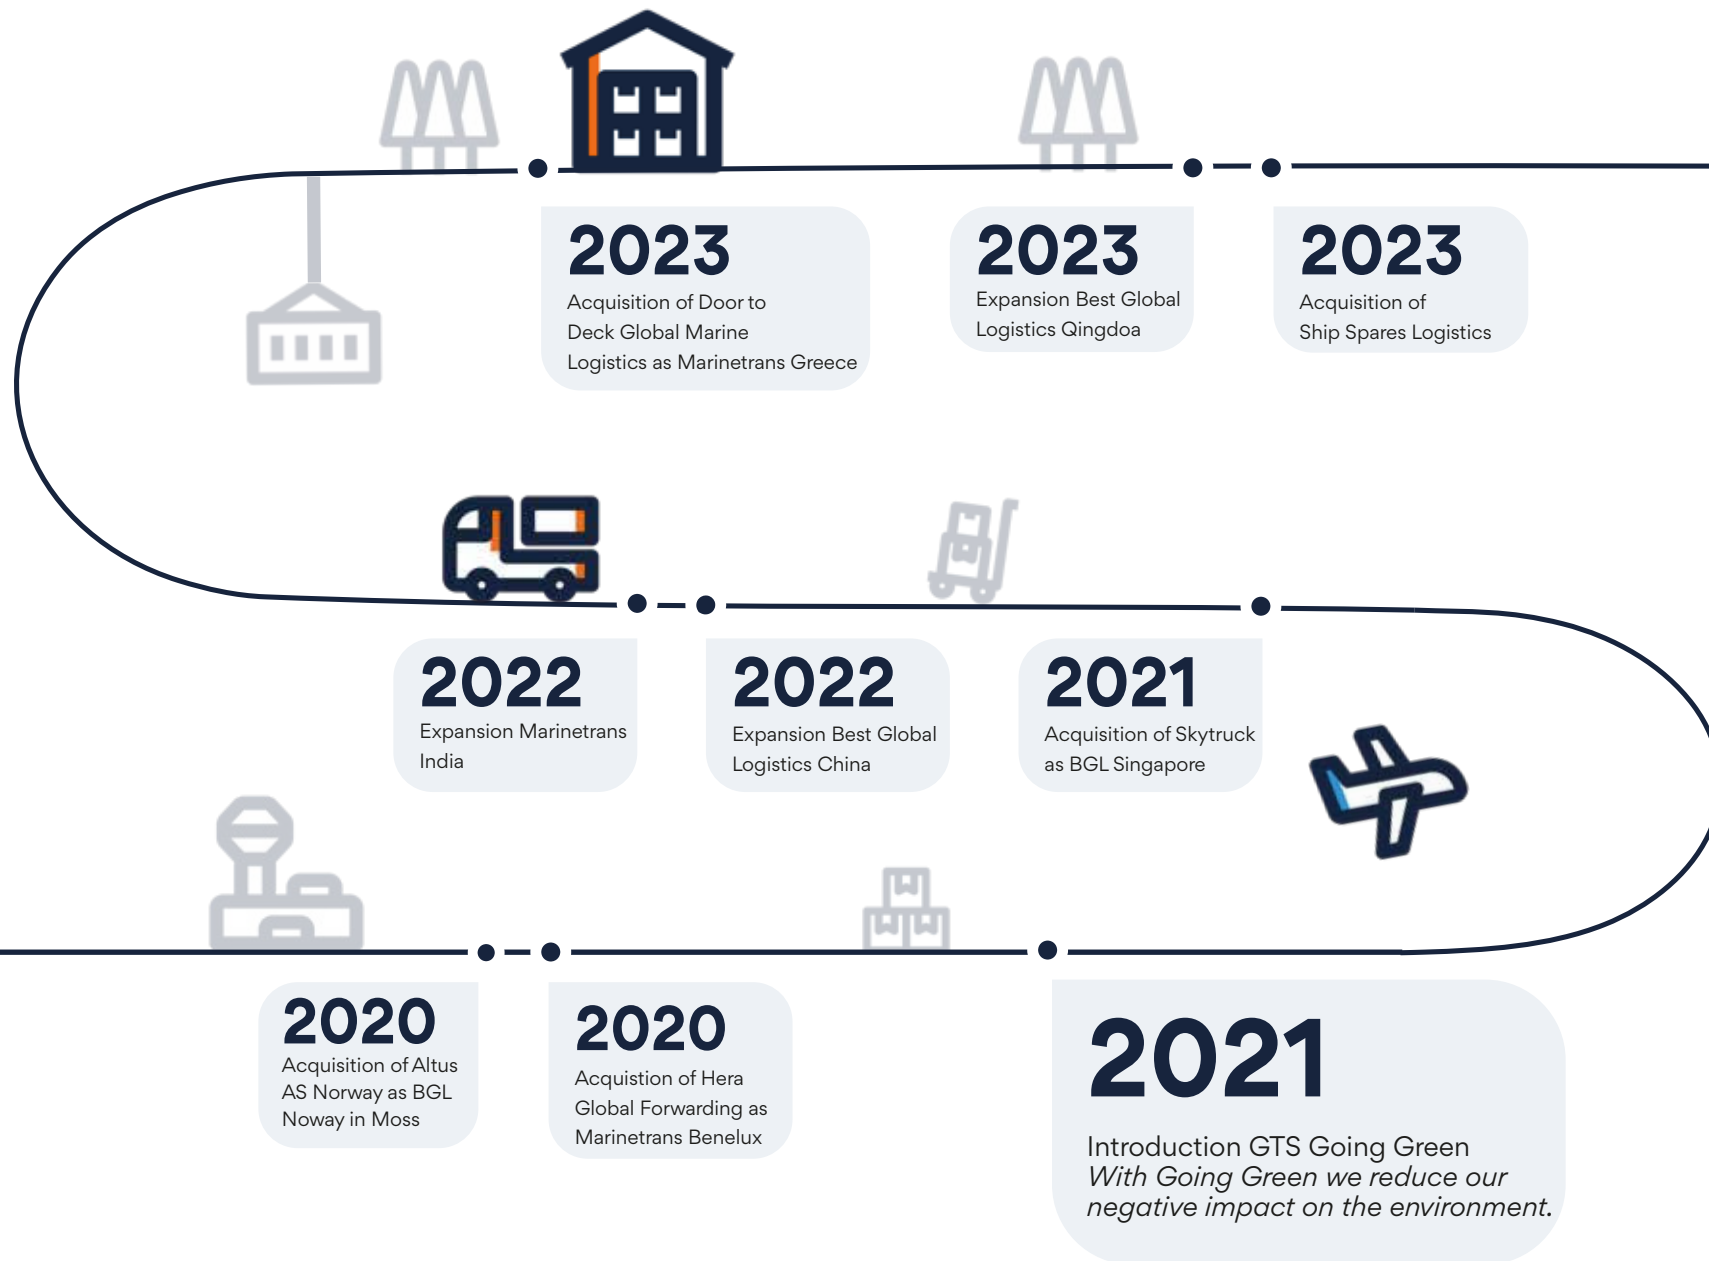 2023
Acquisition of Door to
Deck Global Marine
Logistics as Marinetrans Greece
2023
Expansion Best Global
Logistics Qingdoa
2023
Acquisition of
Ship Spares Logistics
2022
Expansion Marinetrans
India
2022
Expansion Best Global
Logistics China
2021
Acquisition of Skytruck
as BGL Singapore
2020
Acquisition of Altus
AS Norway as BGL
Noway in Moss
2020
Acquistion of Hera
Global Forwarding as
Marinetrans Benelux
2021
Introduction GTS Going Green
With Going Green we reduce our
negative impact on the environment.